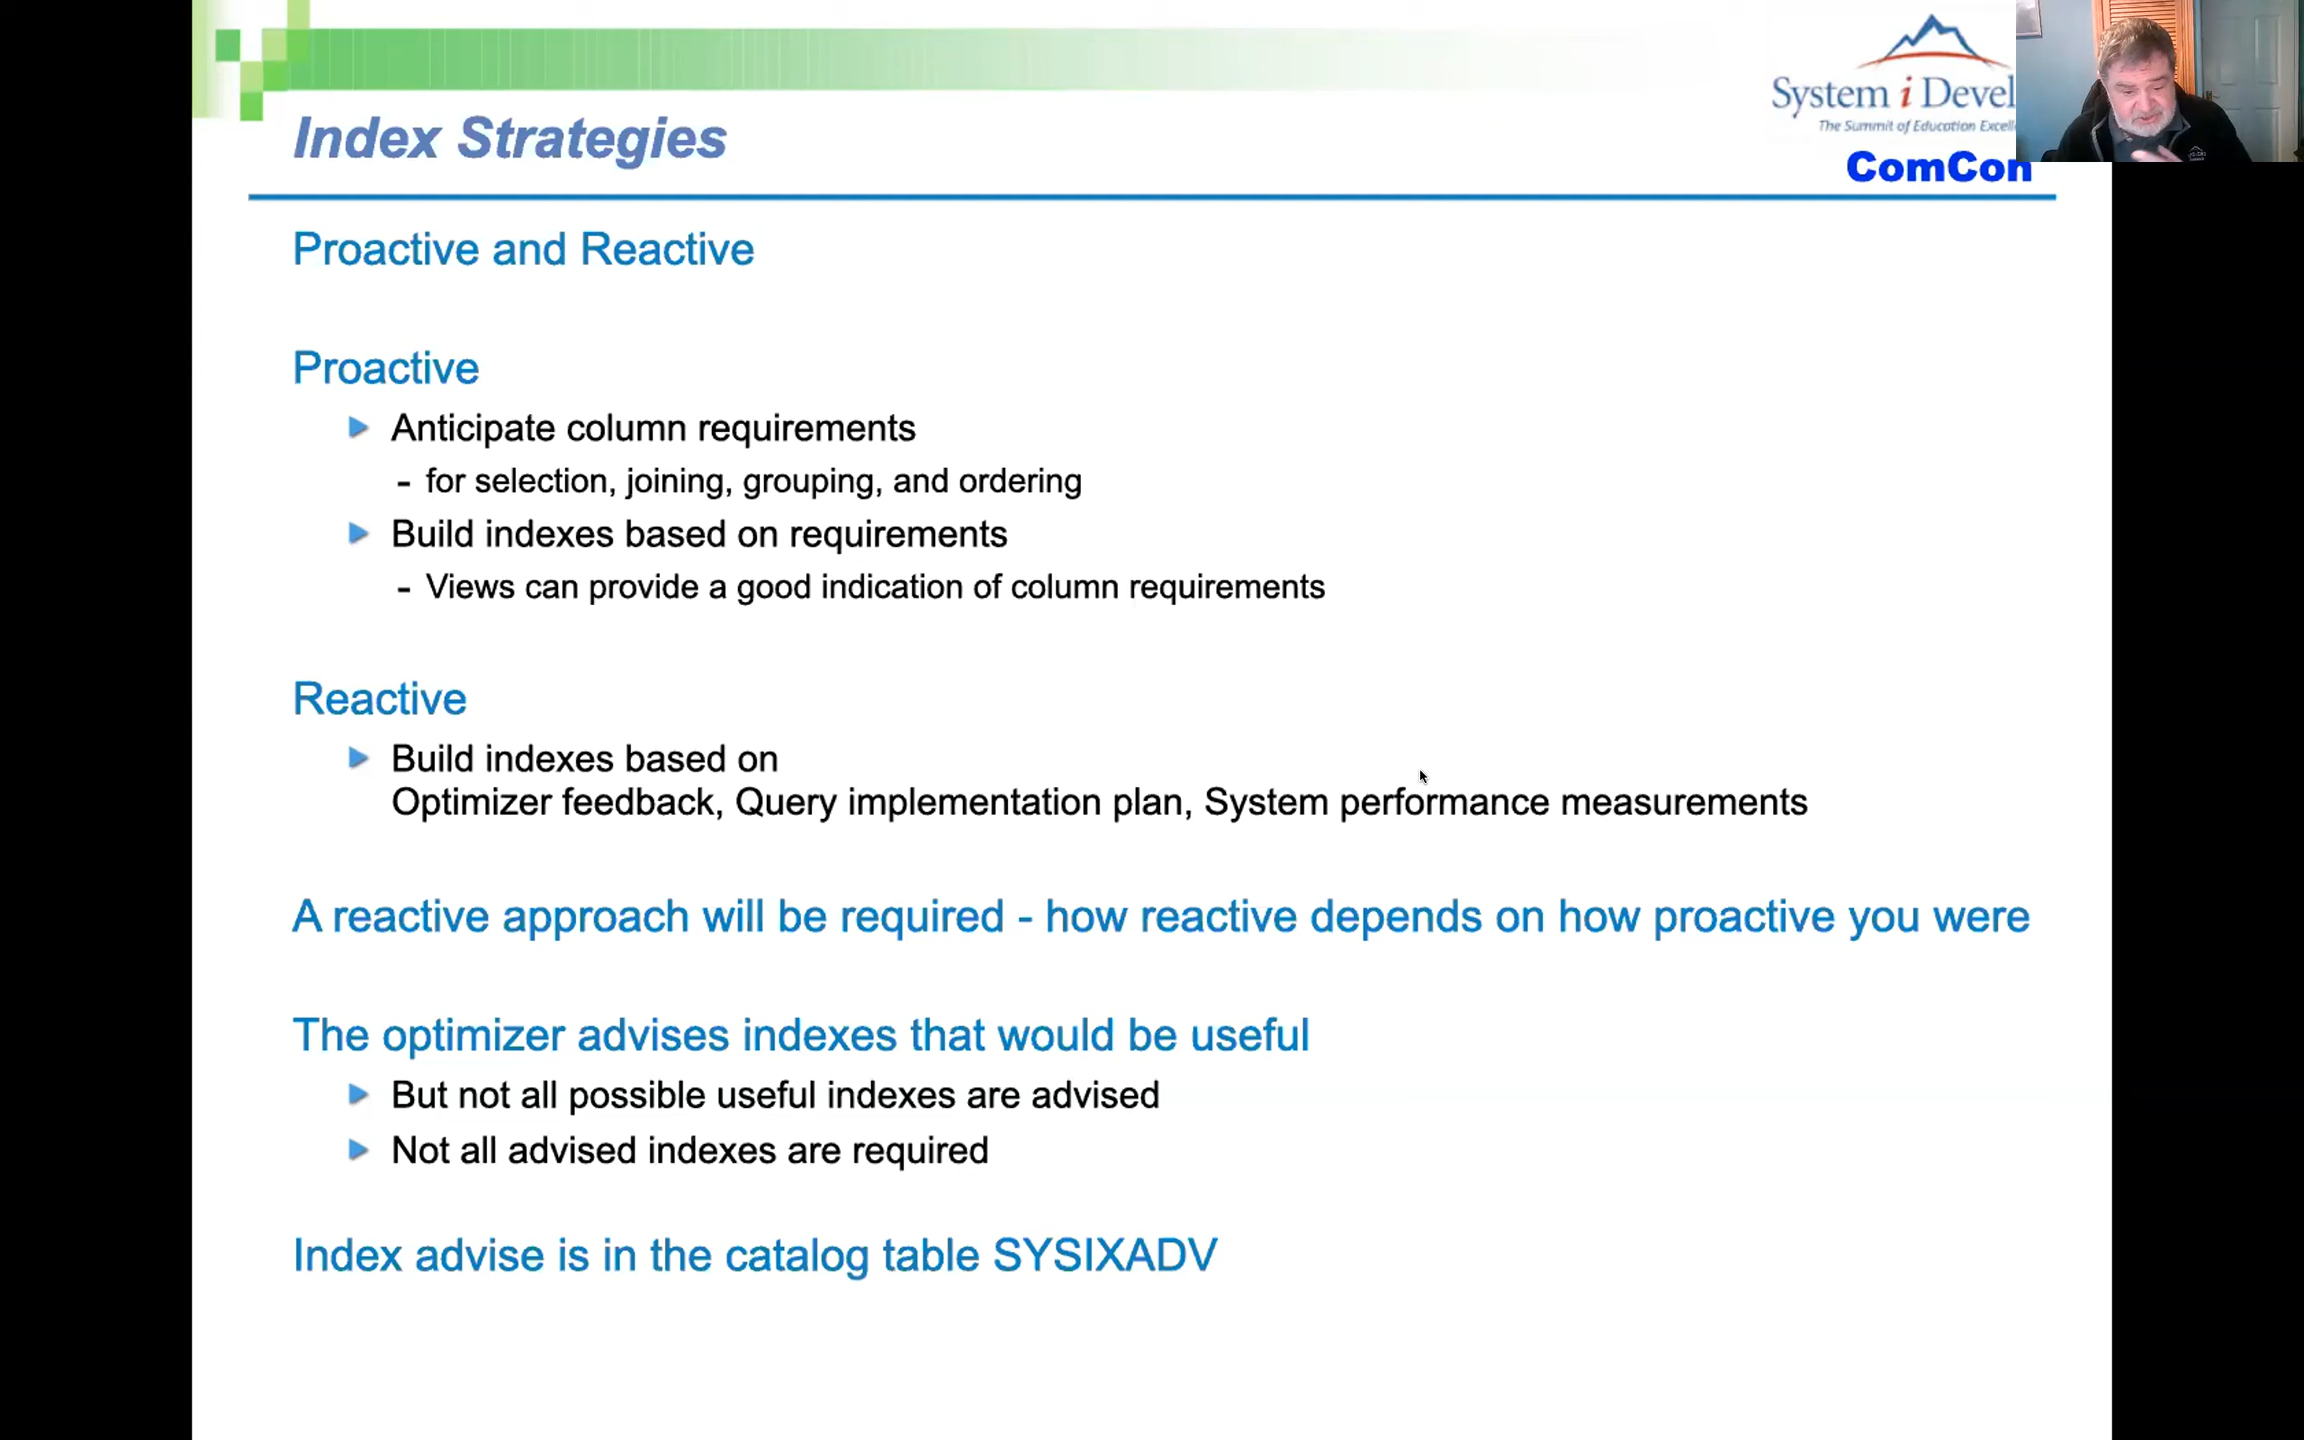 Index Strategies
System i Devel
The Summit of Education Excell
ComCon
Proactive and Reactive
Proactive
Anticipate column requirements
- for selection, joining, grouping, and ordering
Build indexes based on requirements
- Views can provide a good indication of column requirements
Reactive
Build indexes based on
Optimizer feedback, Query implementation plan, System performance measurements
A reactive approach will be required - how reactive depends on how proactive you were
The optimizer advises indexes that would be useful
But not all possible useful indexes are advised
Not all advised indexes are required
Index advise is in the catalog table SYSIXADV